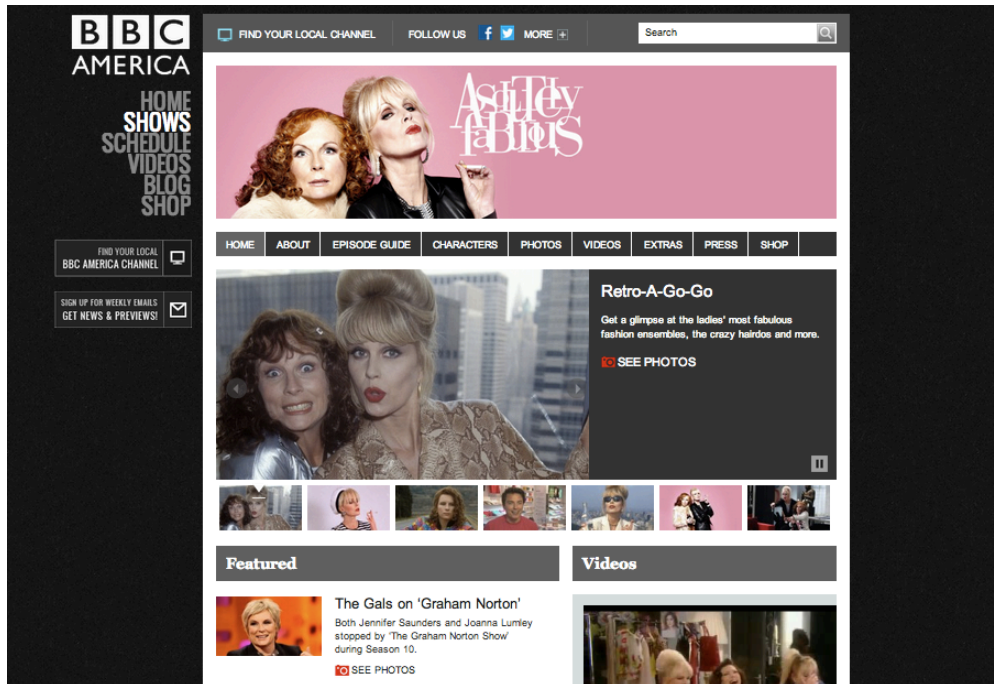 BBC
AMERICA
HOME
SHOWS
SCHEDULE
VIDEOS
BLOG
SHOP
FIND YOUR LOCAL
BBC AMERICA CHANNEL
SIGN UP FOR WEEKLY EMAILS
GET NEWS & PREVIEWS!
FIND YOUR LOCAL CHANNEL
FOLLOW US
MORE
Search
AbSoLuTely
faBUloUS
HOME
ABOUT
EPISODE GUIDE
CHARACTERS
PHOTOS
VIDEOS
EXTRAS
PRESS
SHOP
Retro-A-Go-Go
Get a glimpse at the ladies' most fabulous
fashion ensembles, the crazy hairdos and more.
SEE PHOTOS
Featured
The Gals on ‘Graham Norton’
Both Jennifer Saunders and Joanna Lumley
stopped by ‘The Graham Norton Show’
during Season 10.
SEE PHOTOS
Videos